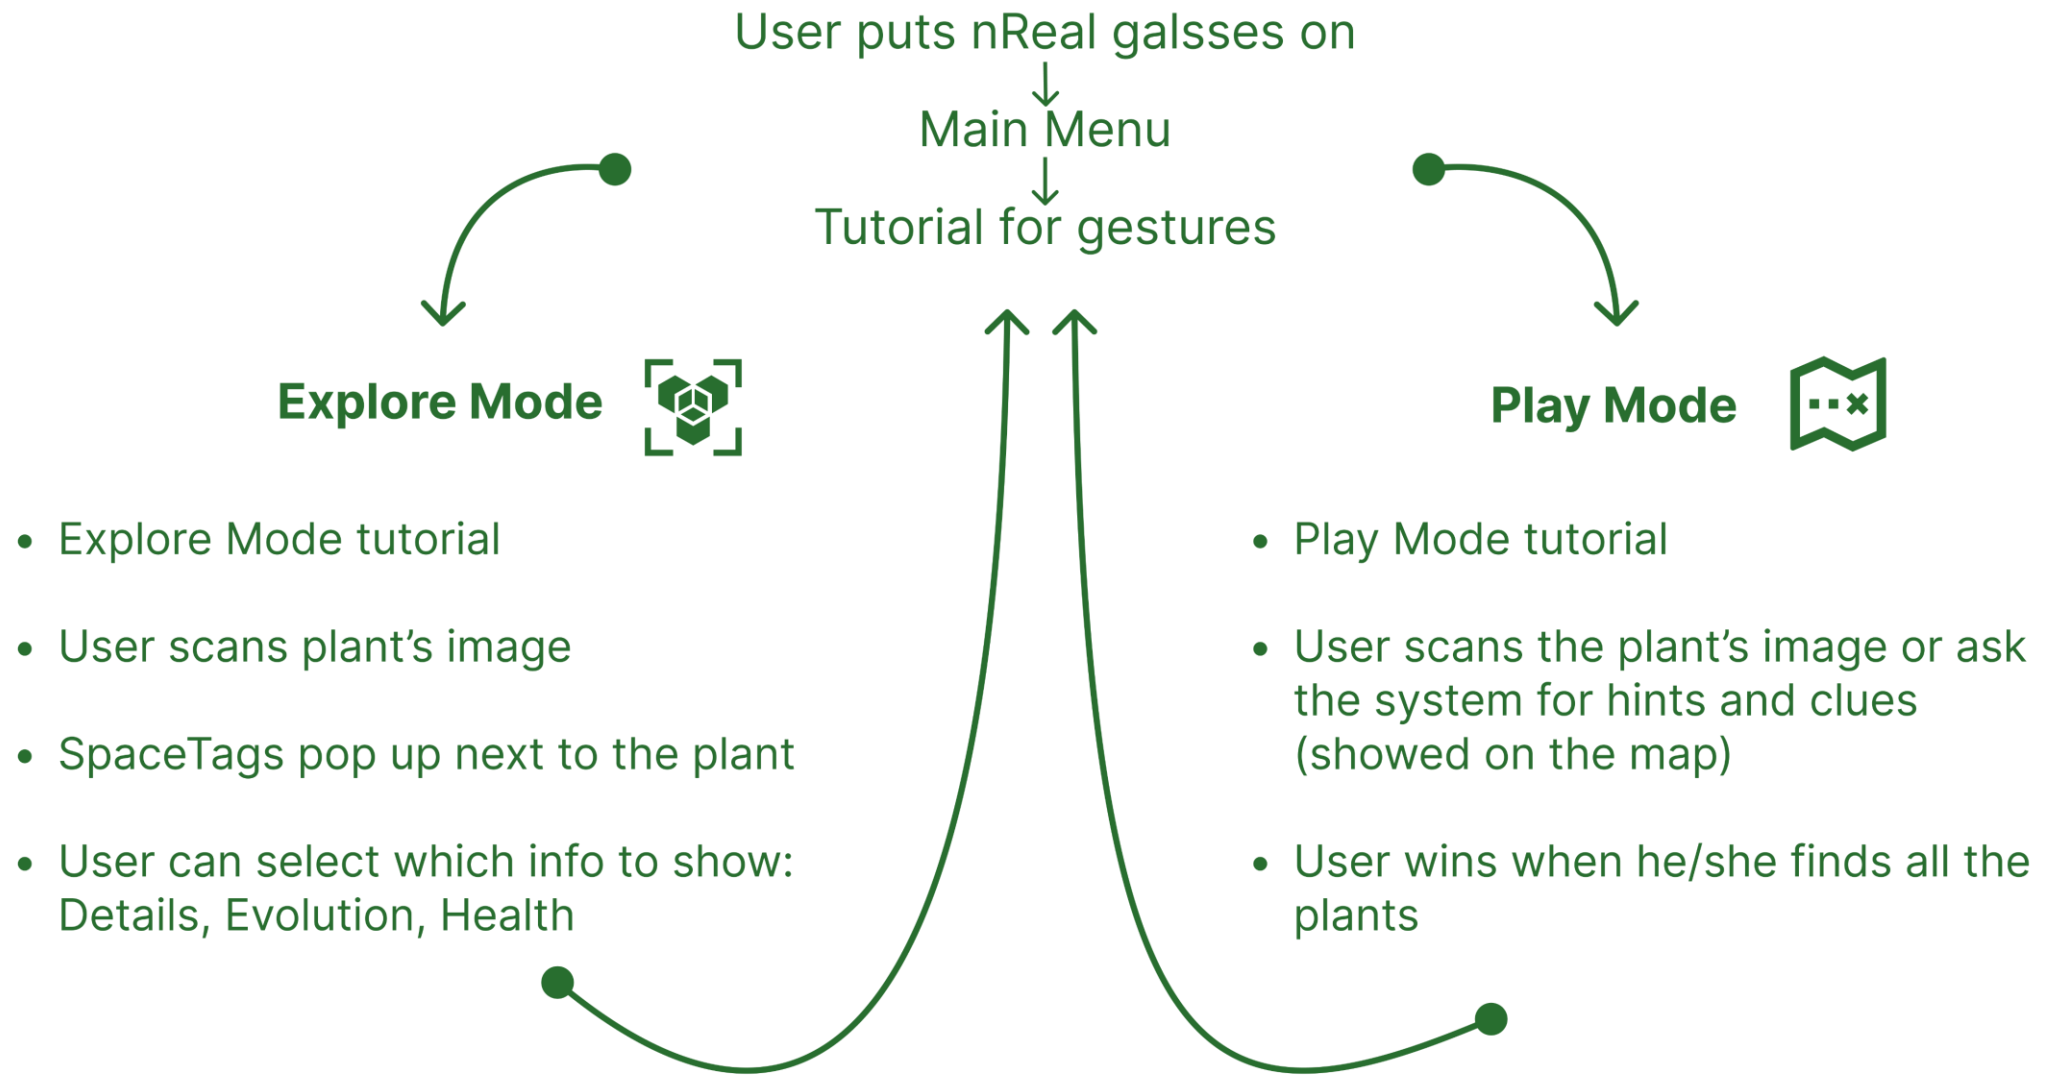 User puts nReal galsses on
Main Menu
Tutorial for gestures
Explore Mode
• Explore Mode tutorial
• User scans plant’s image
• SpaceTags pop up next to the plant
• User can select which info to show:
Details, Evolution, Health
Play Mode
• Play Mode tutorial
• User scans the plant’s image or ask
the system for hints and clues
(showed on the map)
• User wins when he/she finds all the
plants